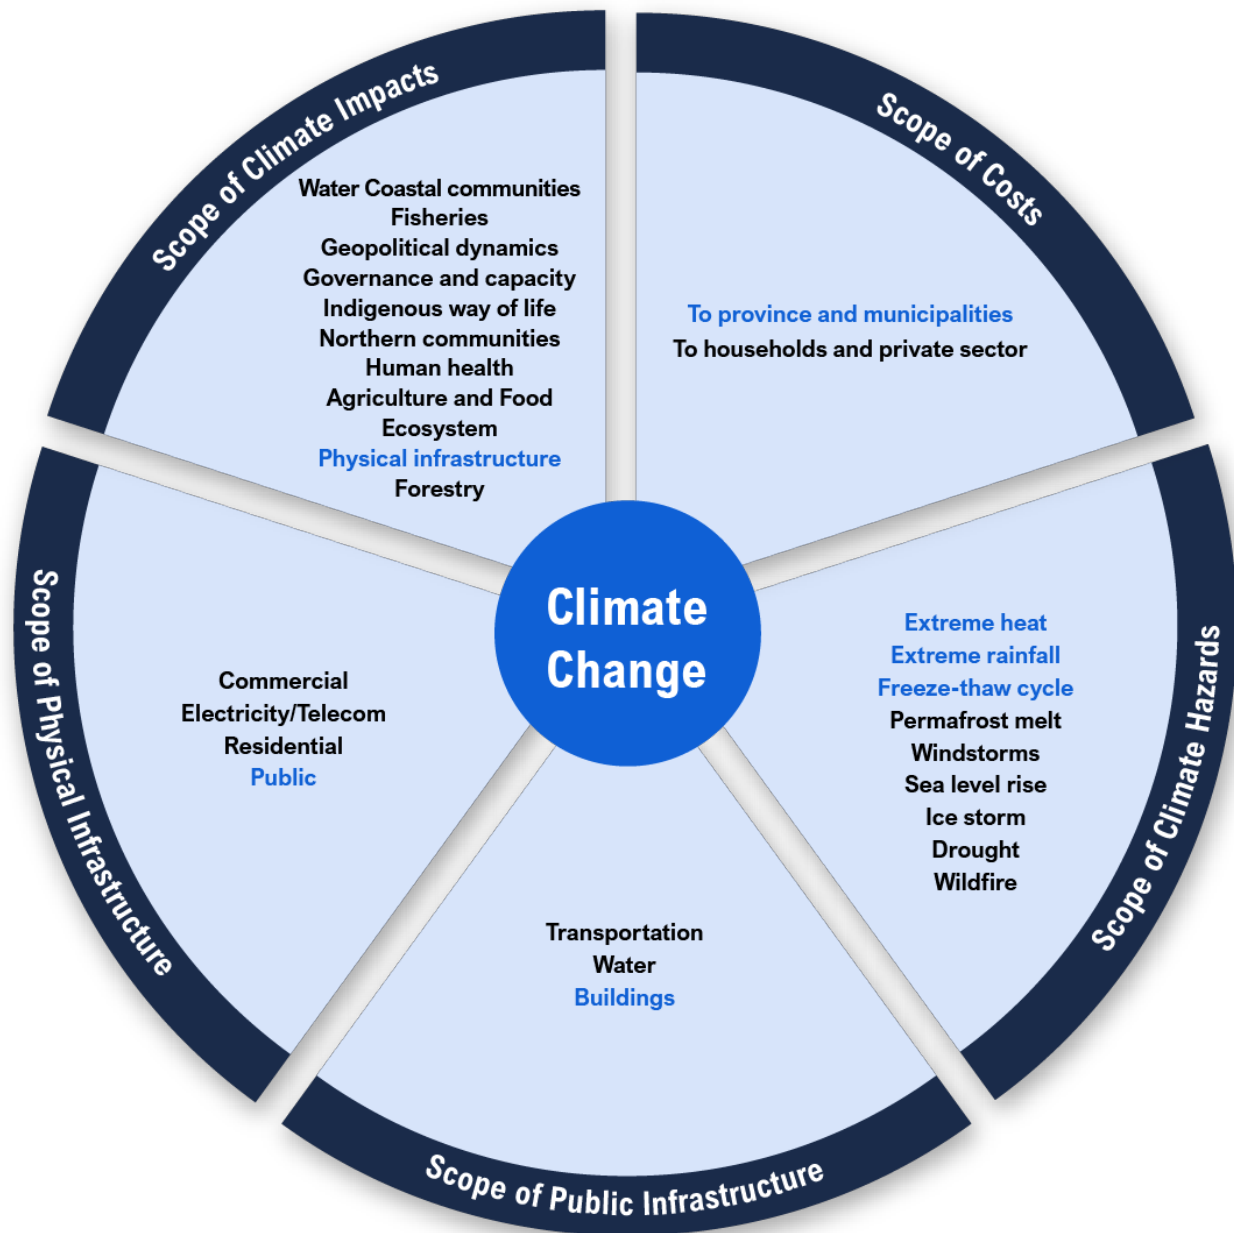 Scope of Climate Impacts
Water Coastal communities
Fisheries
Geopolitical dynamics
Governance and capacity
Indigenous way of life
Northern communities
Human health
Agriculture and Food
Ecosystem
Physical infrastructure
Forestry
Scope of Costs
To province and municipalities
To households and private sector
Scope of Climate Hazards
Extreme heat
Extreme rainfall
Freeze-thaw cycle
Permafrost melt
Windstorms
Sea level rise
Ice storm
Drought
Wildfire
Scope of Public Infrastructure
Transportation
Water
Buildings
Scope of Physical Infrastructure
Commercial
Electricity/Telecom
Residential
Public
Climate
Change